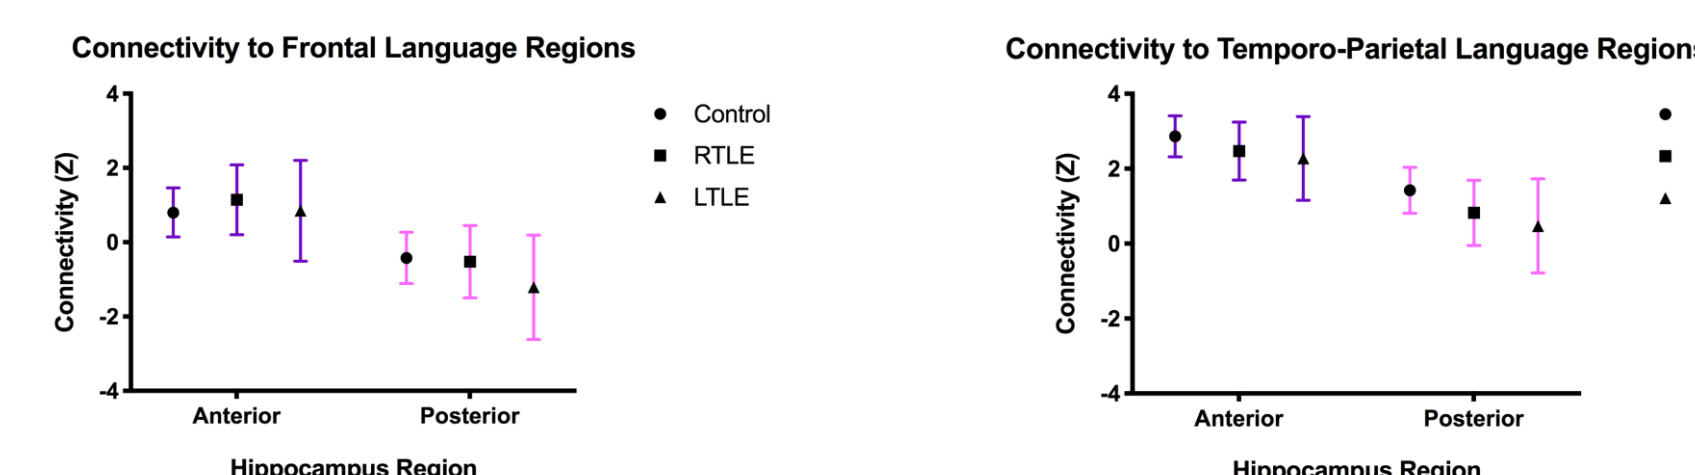 Connectivity to Frontal Language Regions
4
2
0
-2
-4
Connectivity (Z)
Anterior
Posterior
Hippocampus Region
Control
RTLE
LTLE
Connectivity to Temporo-Parietal Language Regions
4
2
0
-2
-4
Connectivity (Z)
Anterior
Posterior
Hippocampus Region